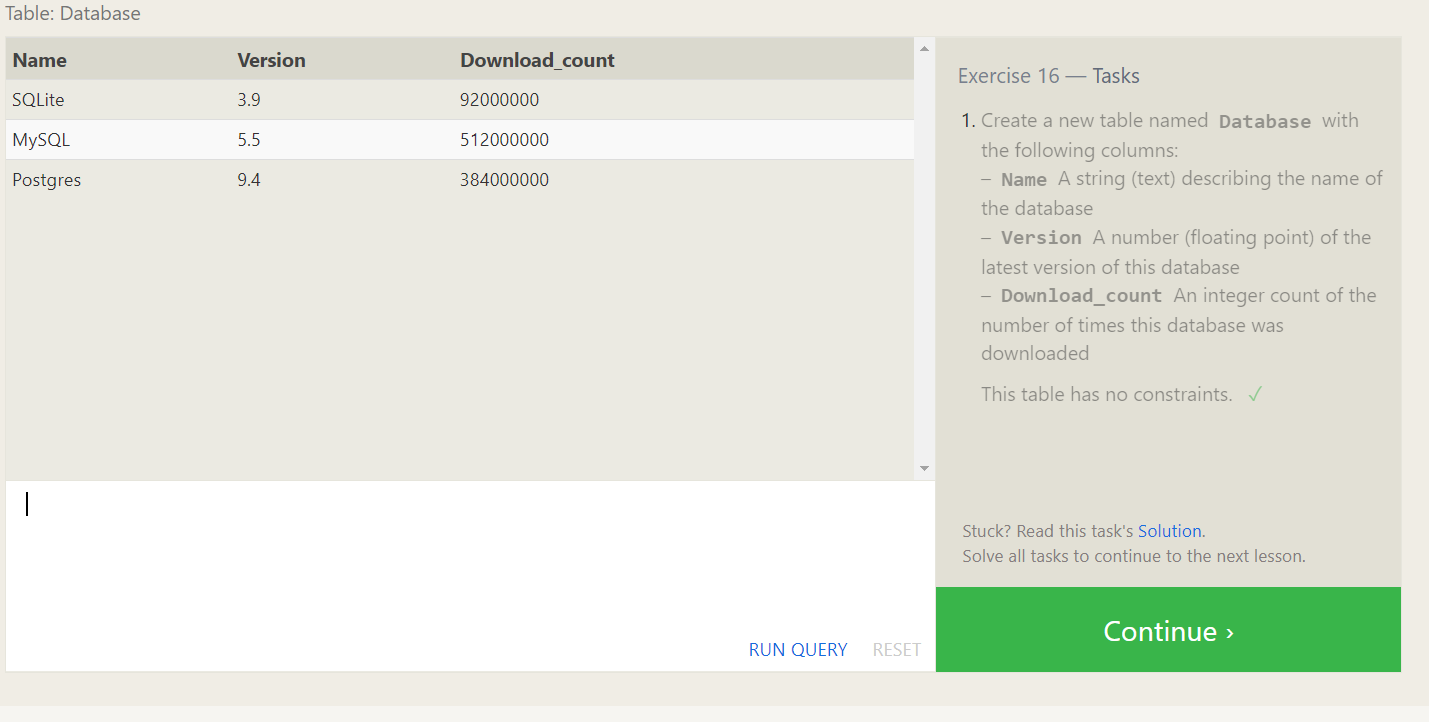 Table: Database
Name Version Download_count
SQLite 3.9 92000000
MySQL 5.5 512000000
Postgres 9.4 384000000
RUN QUERY RESET
Exercise 16 — Tasks
1. Create a new table named Database with
the following columns:
– Name A string (text) describing the name of
the database
– Version A number (floating point) of the
latest version of this database
– Download_count An integer count of the
number of times this database was
downloaded
This table has no constraints. ✓
Stuck? Read this task's Solution.
Solve all tasks to continue to the next lesson.
Continue ›